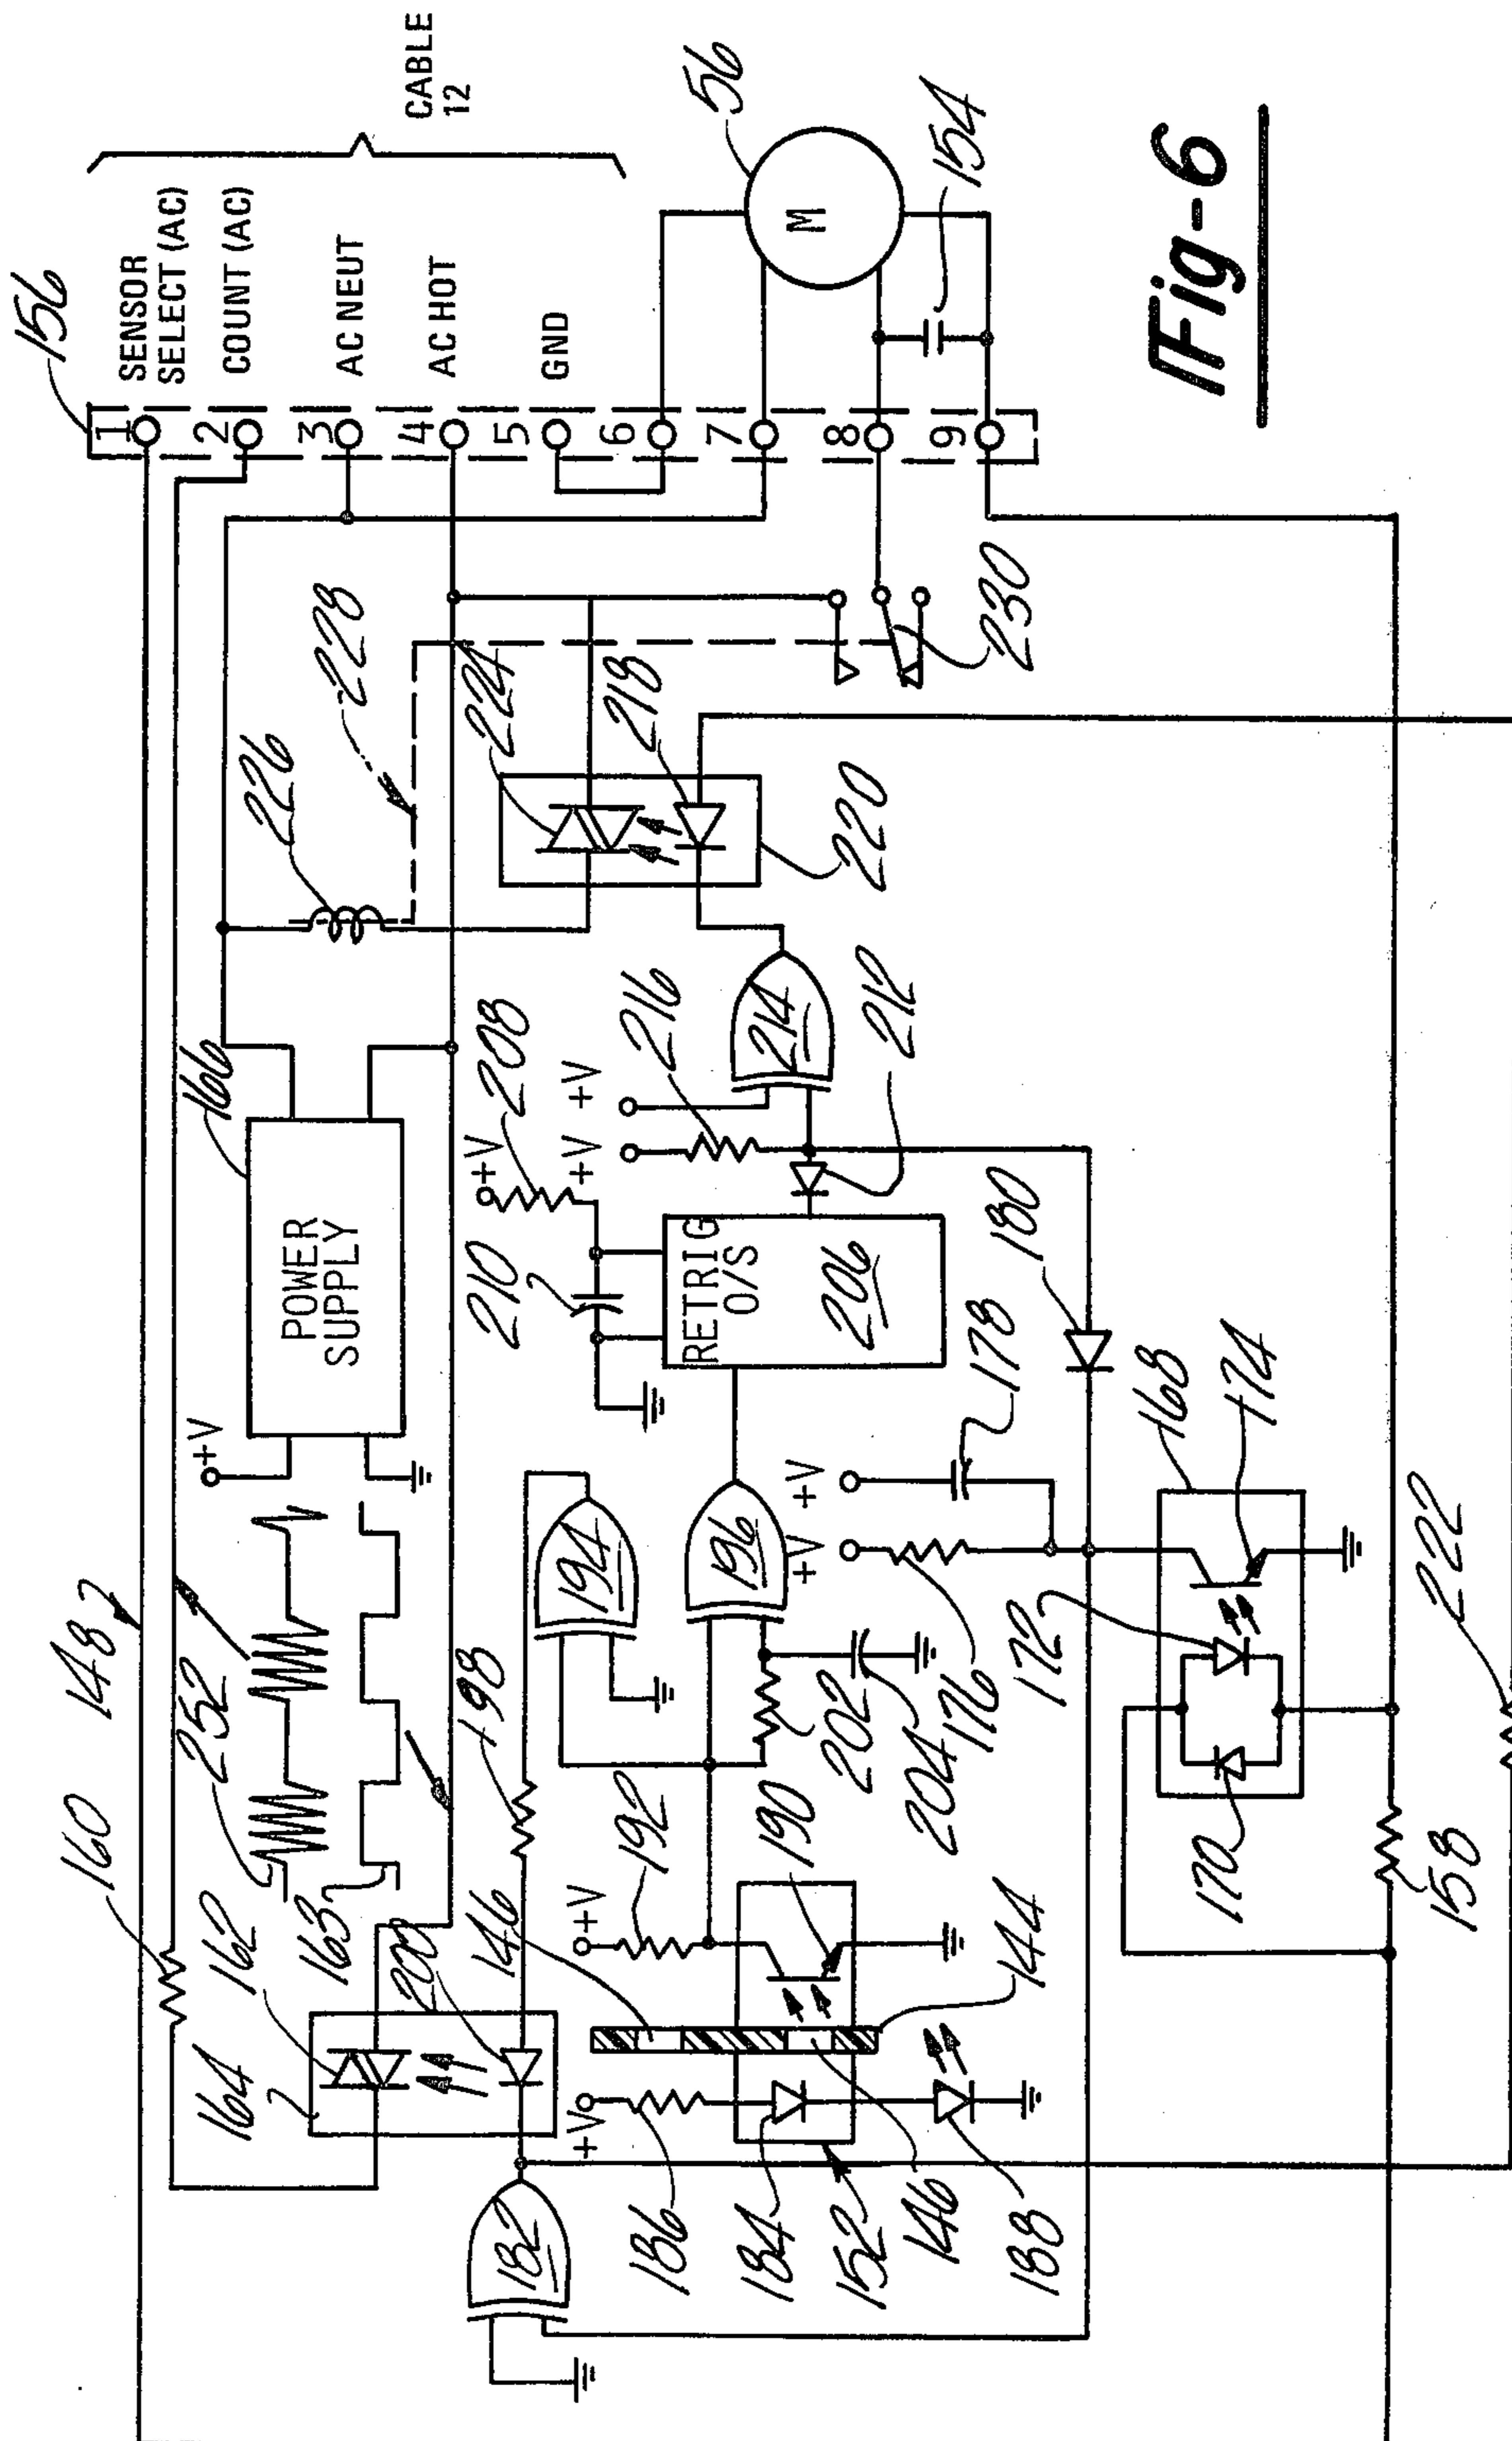 156
1
SENSOR
SELECT (AC)
2
COUNT (AC)
3
AC NEUT
4
AC HOT
5
GND
6
7
8
9
CABLE
12
56
M
154
Fig-6
148
160
252
163
162
164
200
146
198
166
POWER
SUPPLY
+V
226
228
224
218
220
230
208
+V
210
+V
+V
216
214
212
RETRIG
O/S
206
194
196
182
+V
192
190
202
204
176
+V
+V
178
180
+V
186
184
152
146
188
144
168
174
172
170
158
222